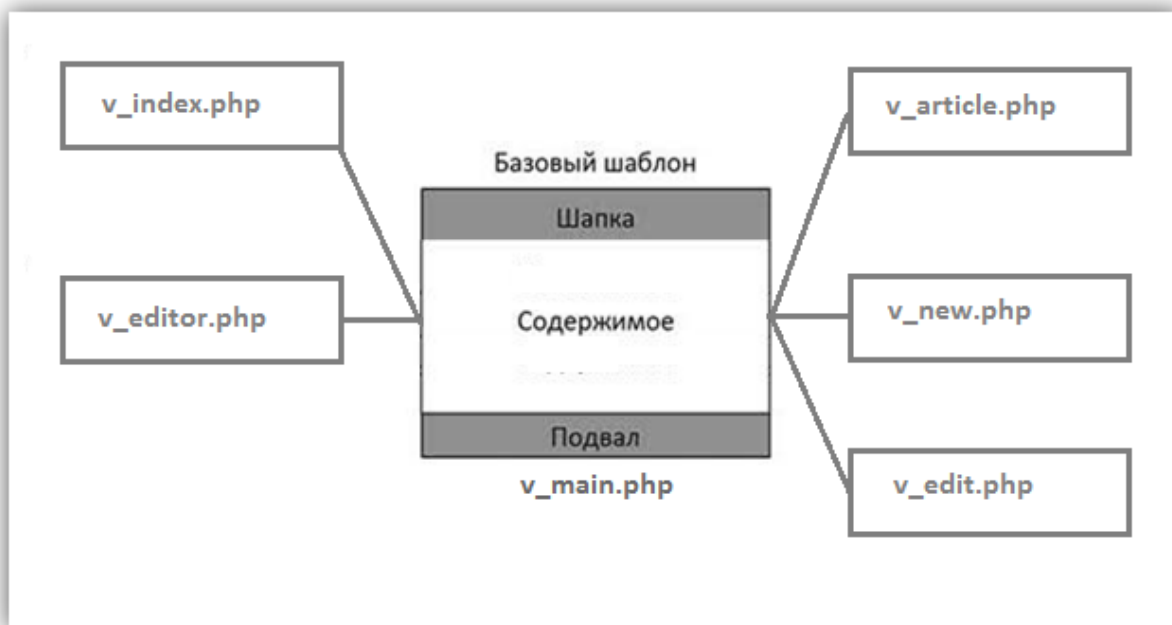 v_index.php
v_article.php
Базовый шаблон
Шапка
v_editor.php
Содержимое
v_new.php
Подвал
v_main.php
v_edit.php